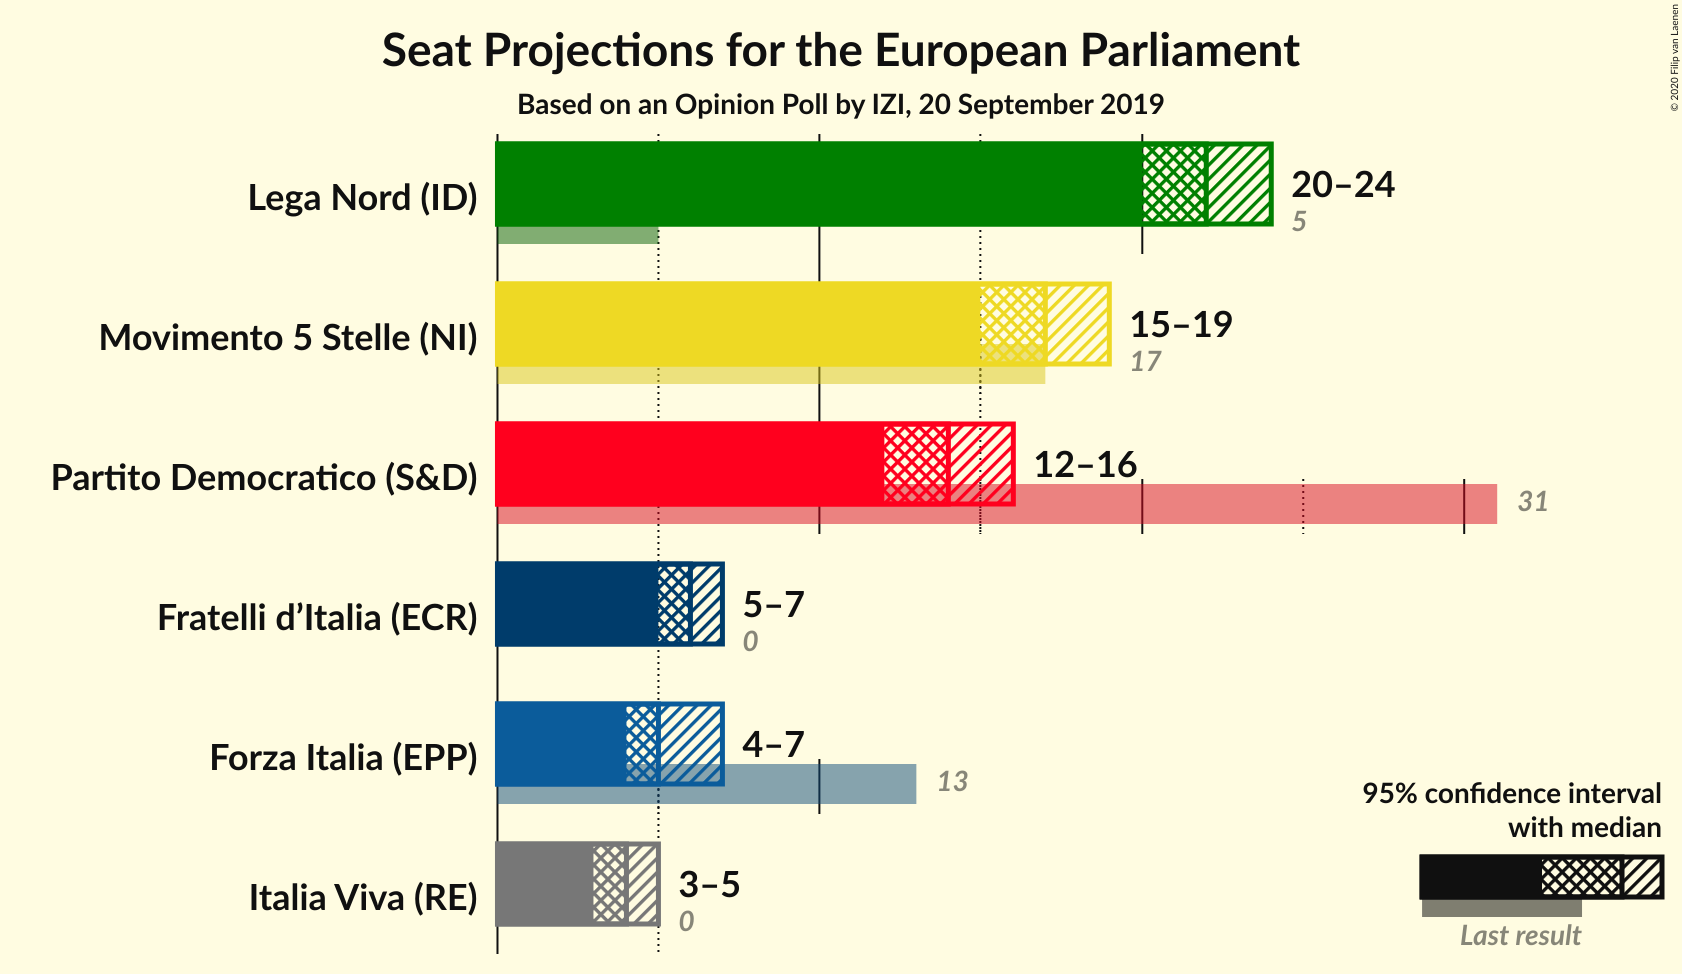 Seat Projections for the European Parliament
Based on an Opinion Poll by IZI, 20 September 2019
© 2020 Filip van Laenen
Lega Nord (ID)
20–24
5
Movimento 5 Stelle (NI)
15–19
17
Partito Democratico (S&D)
12–16
31
Fratelli d’Italia (ECR)
5–7
0
Forza Italia (EPP)
4–7
13
Italia Viva (RE)
3–5
0
95% confidence interval
with median
Last result